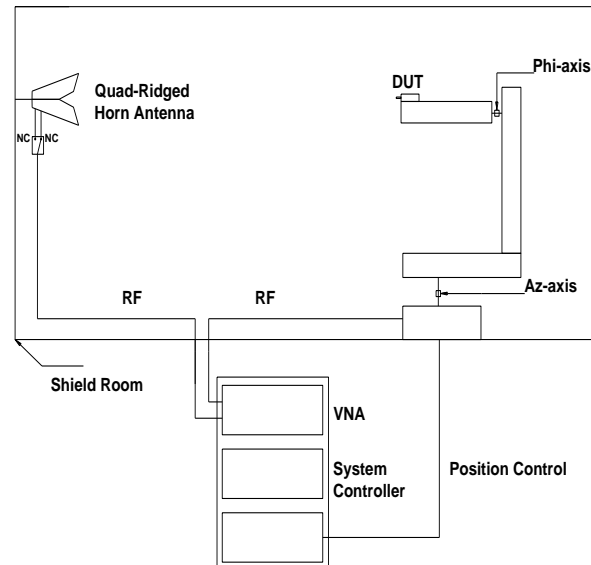 Phi-axis
DUT
Quad-Ridged
Horn Antenna
NC NC
Az-axis
RF RF
Shield Room
VNA
System
Controller
Position Control